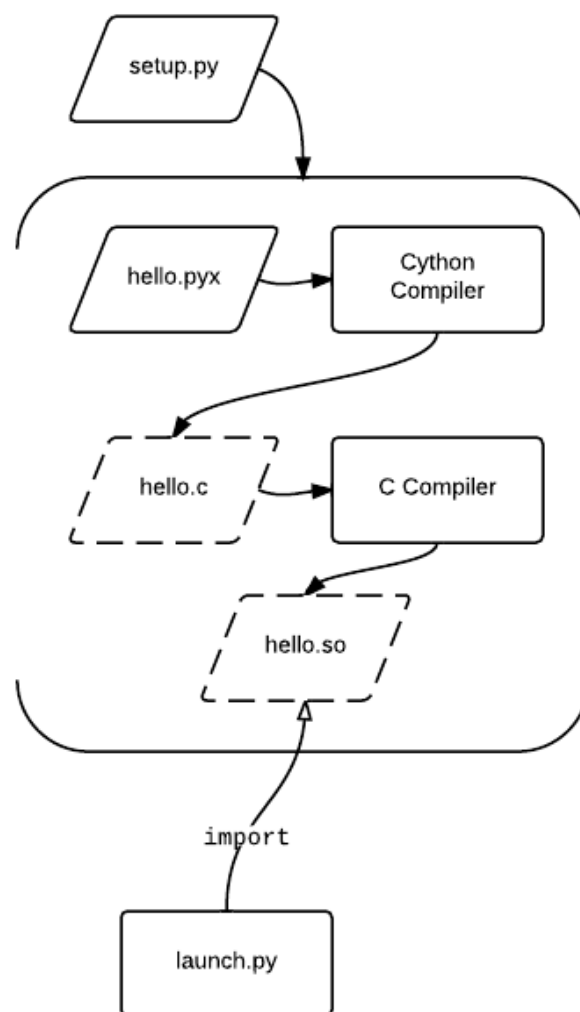 setup.py
hello.pyx
Cython
Compiler
hello.c
C Compiler
hello.so
import
launch.py